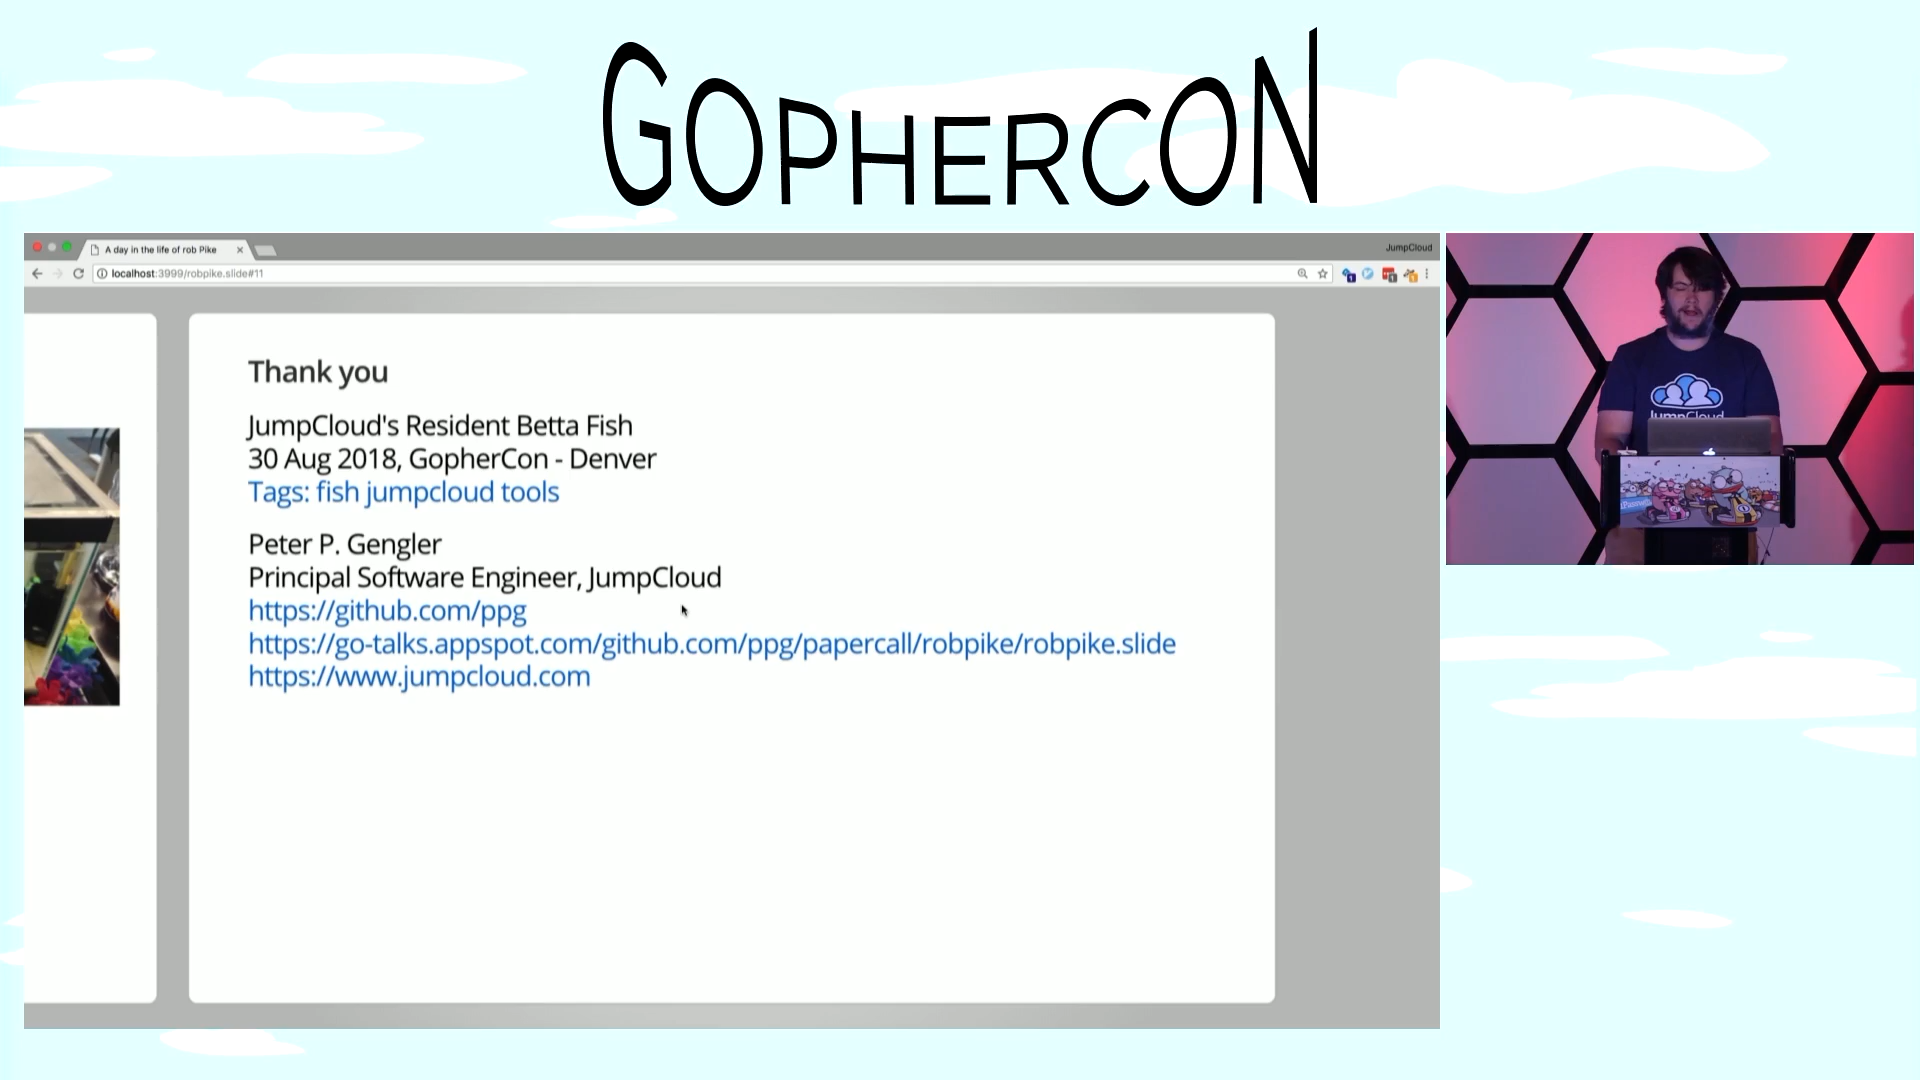 GOPHERCON
A day in the life of rob Pike
JumpCloud
localhost:3999/robpike.slide#11
Thank you
JumpCloud's Resident Betta Fish
30 Aug 2018, GopherCon - Denver
Tags: fish jumpcloud tools
Peter P. Gengler
Principal Software Engineer, JumpCloud
https://github.com/ppg
https://go-talks.appspot.com/github.com/ppg/papercall/robpike/robpike.slide
https://www.jumpcloud.com
JumpCloud